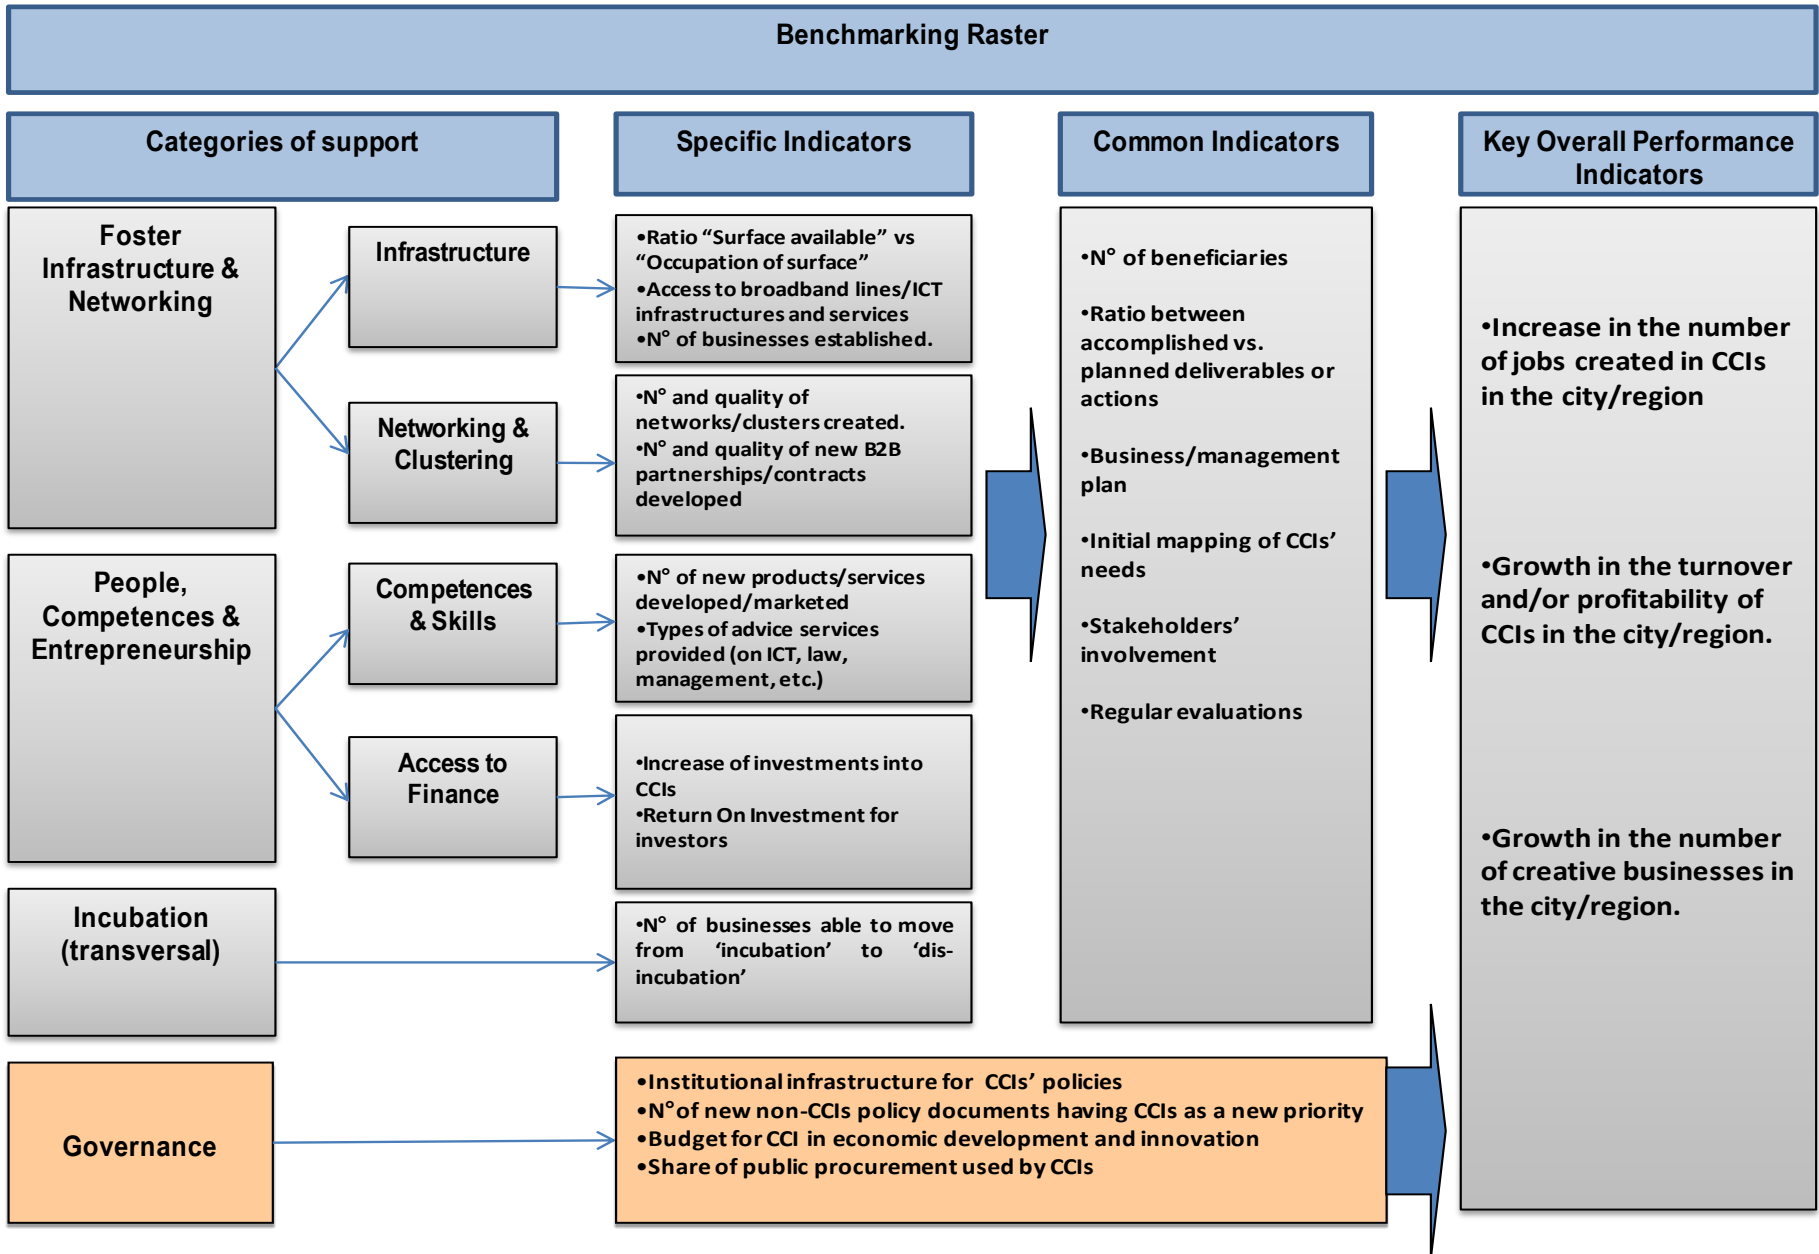 Benchmarking Raster
Categories of support
Specific Indicators
Common Indicators
Key Overall Performance
Indicators
Foster
Infrastructure &
Networking
Infrastructure
•Ratio “Surface available” vs
“Occupation of surface”
•Access to broadband lines/ICT
infrastructures and services
•N° of businesses established.
Networking &
Clustering
•N° and quality of
networks/clusters created.
•N° and quality of new B2B
partnerships/contracts
developed
People,
Competences &
Entrepreneurship
Competences
& Skills
•N° of new products/services
developed/marketed
•Types of advice services
provided (on ICT, law,
management, etc.)
Access to
Finance
•Increase of investments into
CCIs
•Return On Investment for
investors
Incubation
(transversal)
•N° of businesses able to move
from ‘incubation’ to ‘dis-
incubation’
•N° of beneficiaries
•Ratio between
accomplished vs.
planned deliverables or
actions
•Business/management
plan
•Initial mapping of CCIs’
needs
•Stakeholders’
involvement
•Regular evaluations
•Increase in the number
of jobs created in CCIs
in the city/region
•Growth in the turnover
and/or profitability of
CCIs in the city/region.
•Growth in the number
of creative businesses in
the city/region.
Governance
•Institutional infrastructure for CCIs’ policies
•N°of new non-CCIs policy documents having CCIs as a new priority
•Budget for CCI in economic development and innovation
•Share of public procurement used by CCIs